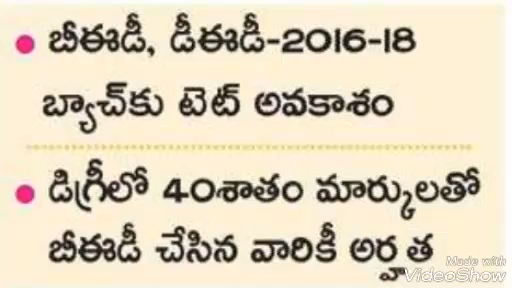 • బీఈడీ, డీఈడీ-2016-18
బ్యాచ్‌కు టెట్ అవకాశం
• డిగ్రీలో 40శాతం మార్కులతో
బీఈడీ చేసిన వారికీ అర్హత
Made with
VideoShow